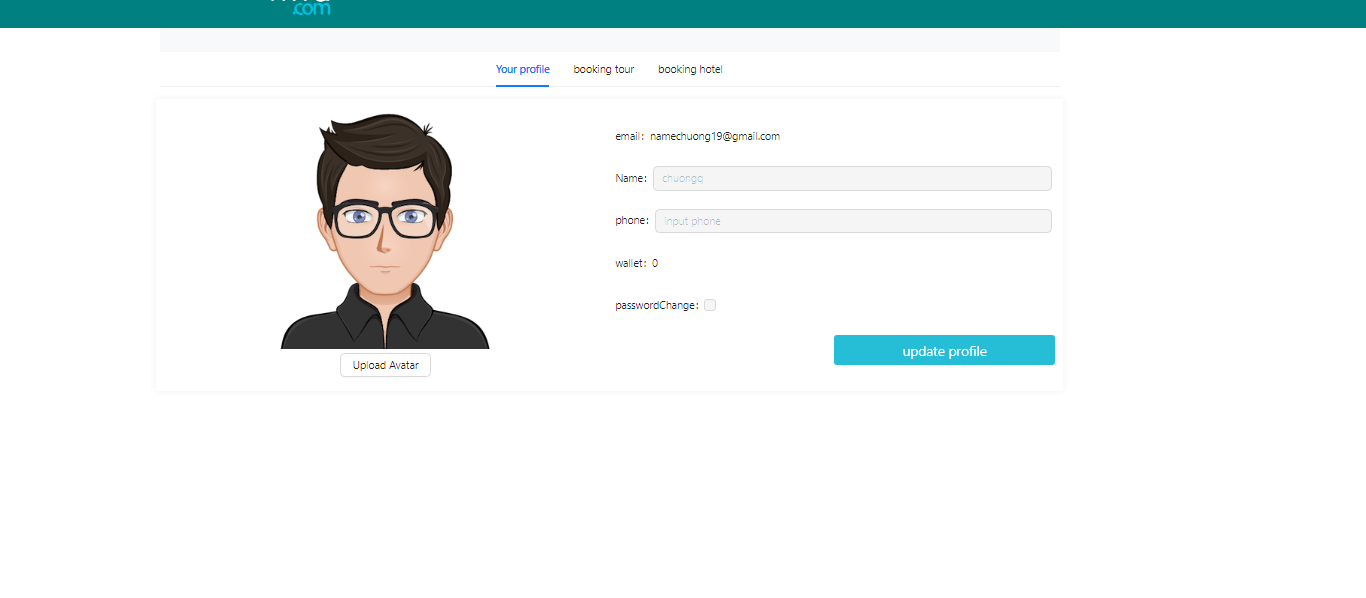 .com
Your profile booking tour booking hotel
email: namechuong19@gmail.com
Name: chuongq
phone: input phone
wallet: 0
passwordChange:
update profile
Upload Avatar